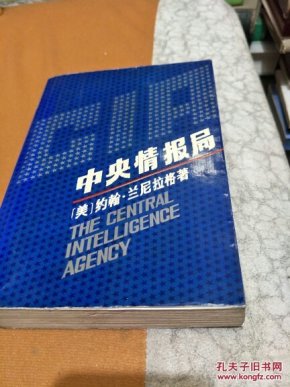 CIA
中央情报局
〔美〕约翰·兰尼拉格著
THE CENTRAL
INTELLIGENCE
AGENCY
孔夫子旧书网
www.kongfz.com